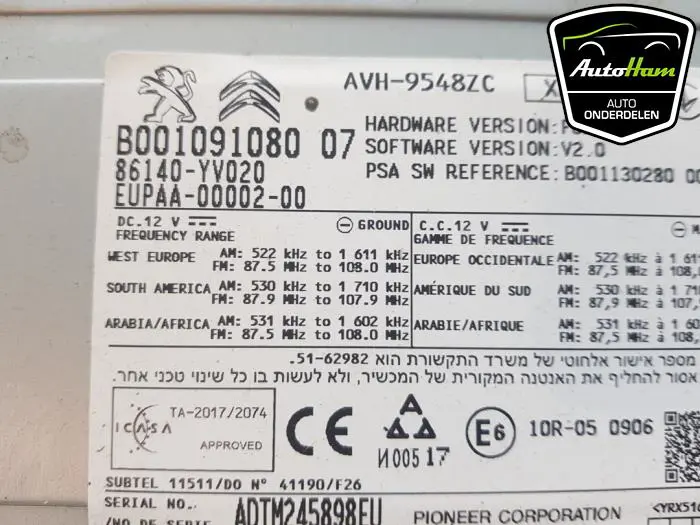 AutoHam
AUTO
ONDERDELEN
AVH-9548ZC
B001091080 07
86140-YV020
EUPAA-00002-00
HARDWARE VERSION:
SOFTWARE VERSION:V2.0
PSA SW REFERENCE:B001130280
DC.12 V
GROUND
FREQUENCY RANGE
WEST EUROPE AM: 522 kHz to 1 611 kHz
FM: 87.5 MHz to 108.0 MHz
SOUTH AMERICA AM: 530 kHz to 1 710 kHz
FM: 87.9 MHz to 107.9 MHz
ARABIA/AFRICA AM: 531 kHz to 1 602 kHz
FM: 87.5 MHz to 108.0 MHz
C.C.12 V
GAMME DE FREQUENCE
EUROPE OCCIDENTALE AM: 522 kHz à 1
FM: 87,5 MHz à 108,
AMÉRIQUE DU SUD AM: 530 kHz à 1
FM: 87,9 MHz à 107,
ARABIE/AFRIQUE AM: 531 kHz à 1
FM: 87,5 MHz à 108,
מספר אישור אלחוטי של משרד התקשורת הוא 51-62982.
אסור להחליף את האנטנה המקורית של המכשיר, ולא לעשות בו כל שינוי טכני אחר.
ICASA
TA-2017/2074
APPROVED
CE
И00517
E6
10R-05 0906
SUBTEL 11511/DO N° 41190/F26
SERIAL NO.
ADTM245898EU
PIONEER CORPORATION